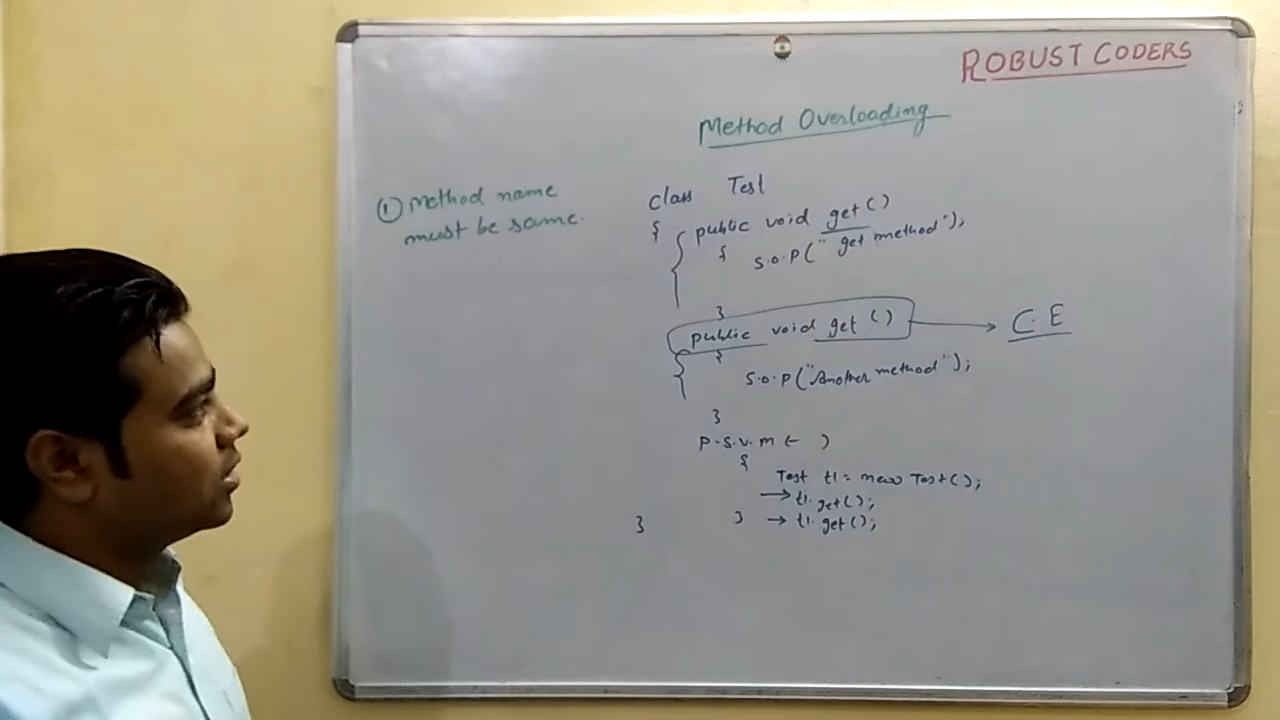 ROBUST CODERS
Method Overloading
① Method name
must be same.
class Test
{ public void get()
{ S.O.P("get method");
}
public void get()
{
S.O.P("Another method");
}
P.S.V.M (- )
{
Test t1 = new Test();
→ t1.get();
} } → t1.get();
→ C.E